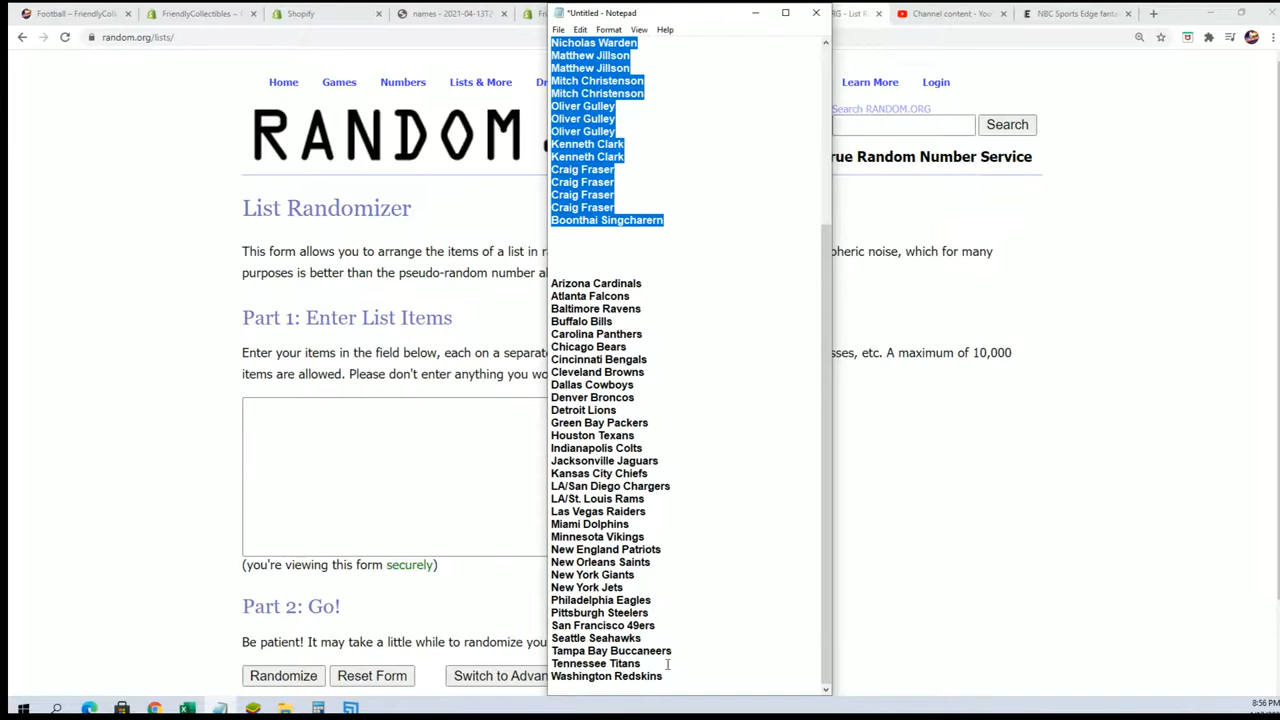 Football – FriendlyCollectibles
FriendlyCollectibles –
Shopify
names - 2021-04-13T2
*Untitled - Notepad
List R
Channel content - You
NBC Sports Edge fanta
random.org/lists/
File Edit Format View Help
Home Games Numbers Lists & More Learn More Login
Search RANDOM.ORG
Search
RANDOM
rue Random Number Service
List Randomizer
This form allows you to arrange the items of a list in r
pheric noise, which for many
purposes is better than the pseudo-random number al
Part 1: Enter List Items
Enter your items in the field below, each on a separat
sses, etc. A maximum of 10,000
items are allowed. Please don't enter anything you wo
(you're viewing this form securely)
Part 2: Go!
Be patient! It may take a little while to randomize you
Randomize Reset Form Switch to Advan
Nicholas Warden
Matthew Jillson
Matthew Jillson
Mitch Christenson
Mitch Christenson
Oliver Gulley
Oliver Gulley
Oliver Gulley
Kenneth Clark
Kenneth Clark
Craig Fraser
Craig Fraser
Craig Fraser
Craig Fraser
Boonthai Singcharern
Arizona Cardinals
Atlanta Falcons
Baltimore Ravens
Buffalo Bills
Carolina Panthers
Chicago Bears
Cincinnati Bengals
Cleveland Browns
Dallas Cowboys
Denver Broncos
Detroit Lions
Green Bay Packers
Houston Texans
Indianapolis Colts
Jacksonville Jaguars
Kansas City Chiefs
LA/San Diego Chargers
LA/St. Louis Rams
Las Vegas Raiders
Miami Dolphins
Minnesota Vikings
New England Patriots
New Orleans Saints
New York Giants
New York Jets
Philadelphia Eagles
Pittsburgh Steelers
San Francisco 49ers
Seattle Seahawks
Tampa Bay Buccaneers
Tennessee Titans
Washington Redskins
8:56 PM